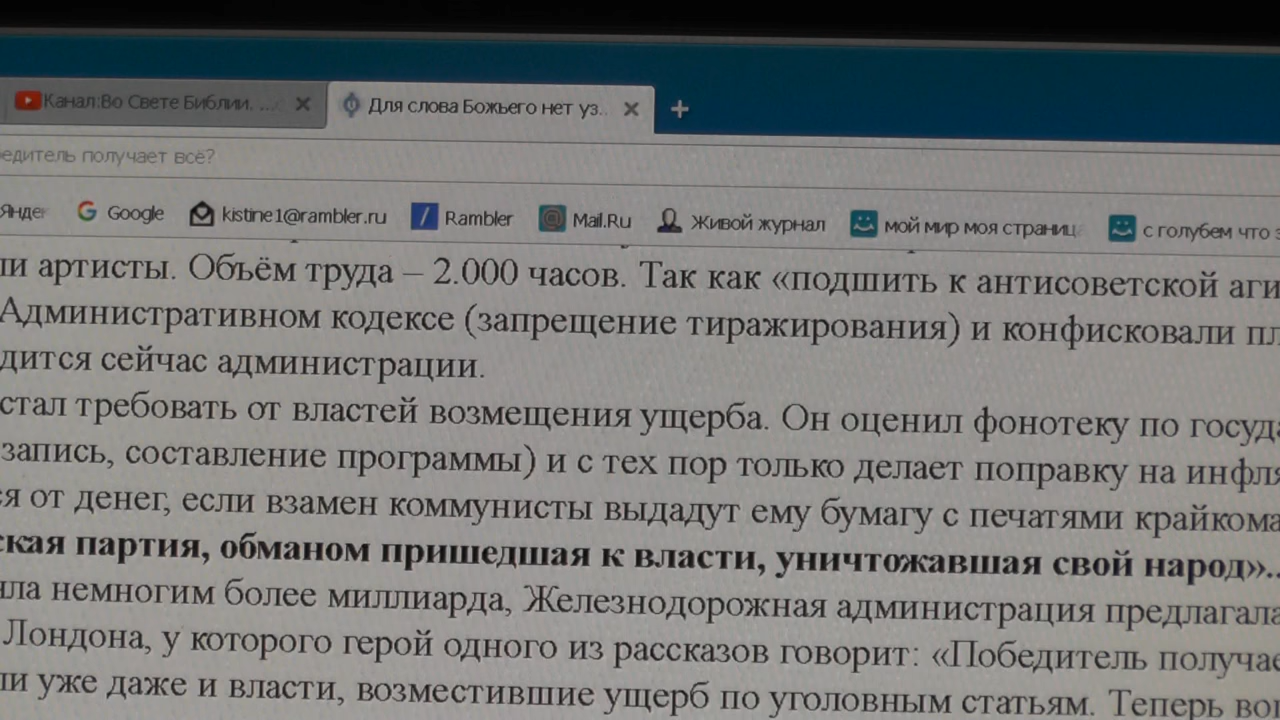 Канал:Во Свете Библии. ...
Для слова Божьего нет уз..
едитель получает всё?
Яндe Google kistine1@rambler.ru Rambler Mail.Ru Живой журнал мой мир моя страниц с голубем что з
ли артисты. Объём труда – 2.000 часов. Так как «подшить к антисоветской аги
Административном кодексе (запрещение тиражирования) и конфисковали пл
дится сейчас администрации.
стал требовать от властей возмещения ущерба. Он оценил фонотеку по госуда
запись, составление программы) и с тех пор только делает поправку на инфля
ся от денег, если взамен коммунисты выдадут ему бумагу с печатями крайкома
ская партия, обманом пришедшая к власти, уничтожавшая свой народ»..
ила немногим более миллиарда, Железнодорожная администрация предлагала
Лондона, у которого герой одного из рассказов говорит: «Победитель получае
ли уже даже и власти, возместившие ущерб по уголовным статьям. Теперь вог